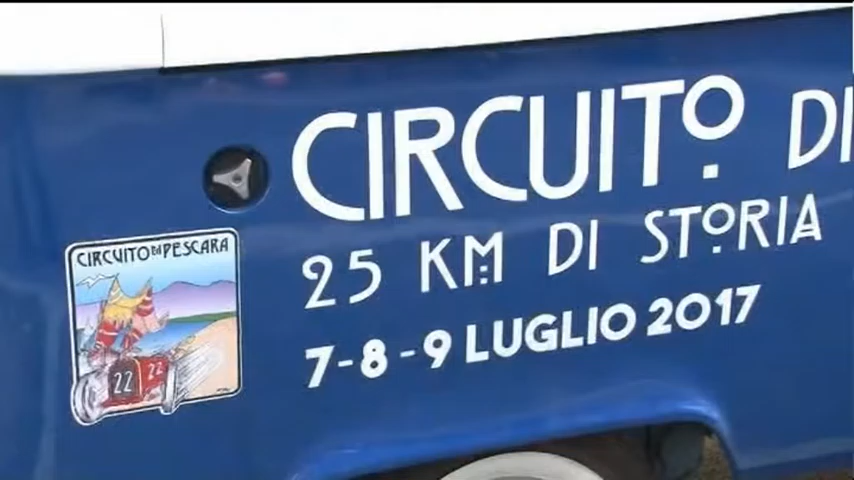 CIRCUITO DI
25 KM DI STORIA
7-8-9 LUGLIO 2017
CIRCUITO DI PESCARA
22 22